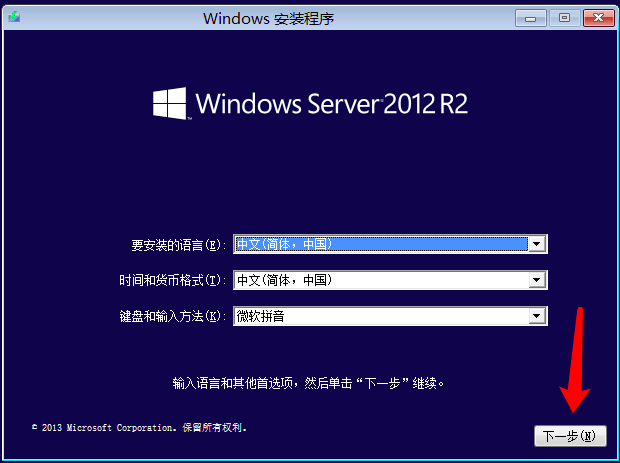 Windows 安装程序
Windows Server 2012 R2
要安装的语言(E): 中文(简体，中国)
时间和货币格式(T): 中文(简体，中国)
键盘和输入方法(K): 微软拼音
输入语言和其他首选项，然后单击“下一步”继续。
© 2013 Microsoft Corporation. 保留所有权利。
下一步(N)